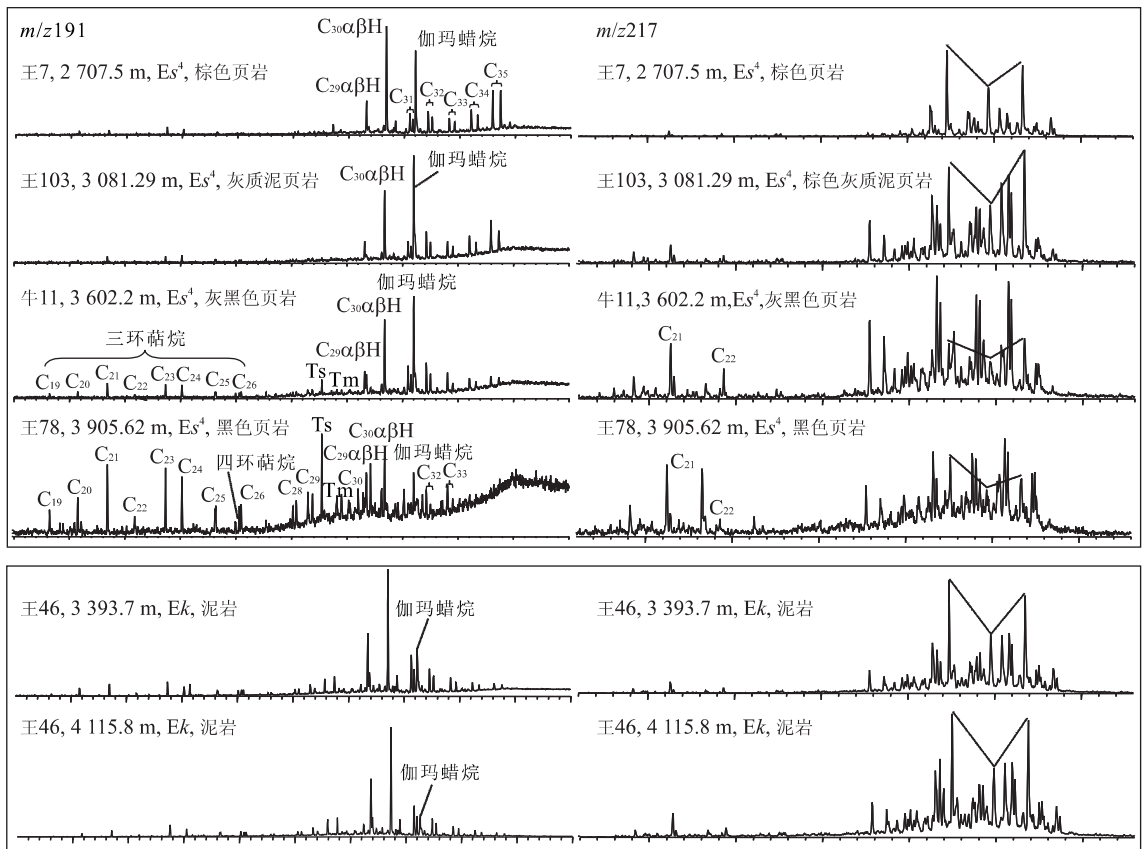 m/z191
王7, 2 707.5 m, Es4, 棕色页岩
C30αβH
伽玛蜡烷
C29αβH
C31
C32
C33
C34
C35
m/z217
王7, 2 707.5 m, Es4, 棕色页岩
王103, 3 081.29 m, Es4, 灰质泥页岩
C30αβH
伽玛蜡烷
王103, 3 081.29 m, Es4, 棕色灰质泥页岩
牛11, 3 602.2 m, Es4, 灰黑色页岩
伽玛蜡烷
C30αβH
C29αβH
三环萜烷
C19
C20
C21
C22
C23
C24
C25
C26
Ts
Tm
牛11,3 602.2 m,Es4,灰黑色页岩
C21
C22
王78, 3 905.62 m, Es4, 黑色页岩
Ts
C30αβH
C29αβH
伽玛蜡烷
C19
C20
C21
C22
C23
C24
四环萜烷
C25
C26
C28
C29
Tm
C30
C32
C33
王78, 3 905.62 m, Es4, 黑色页岩
C21
C22
王46, 3 393.7 m, Ek, 泥岩
伽玛蜡烷
王46, 3 393.7 m, Ek, 泥岩
王46, 4 115.8 m, Ek, 泥岩
伽玛蜡烷
王46, 4 115.8 m, Ek, 泥岩